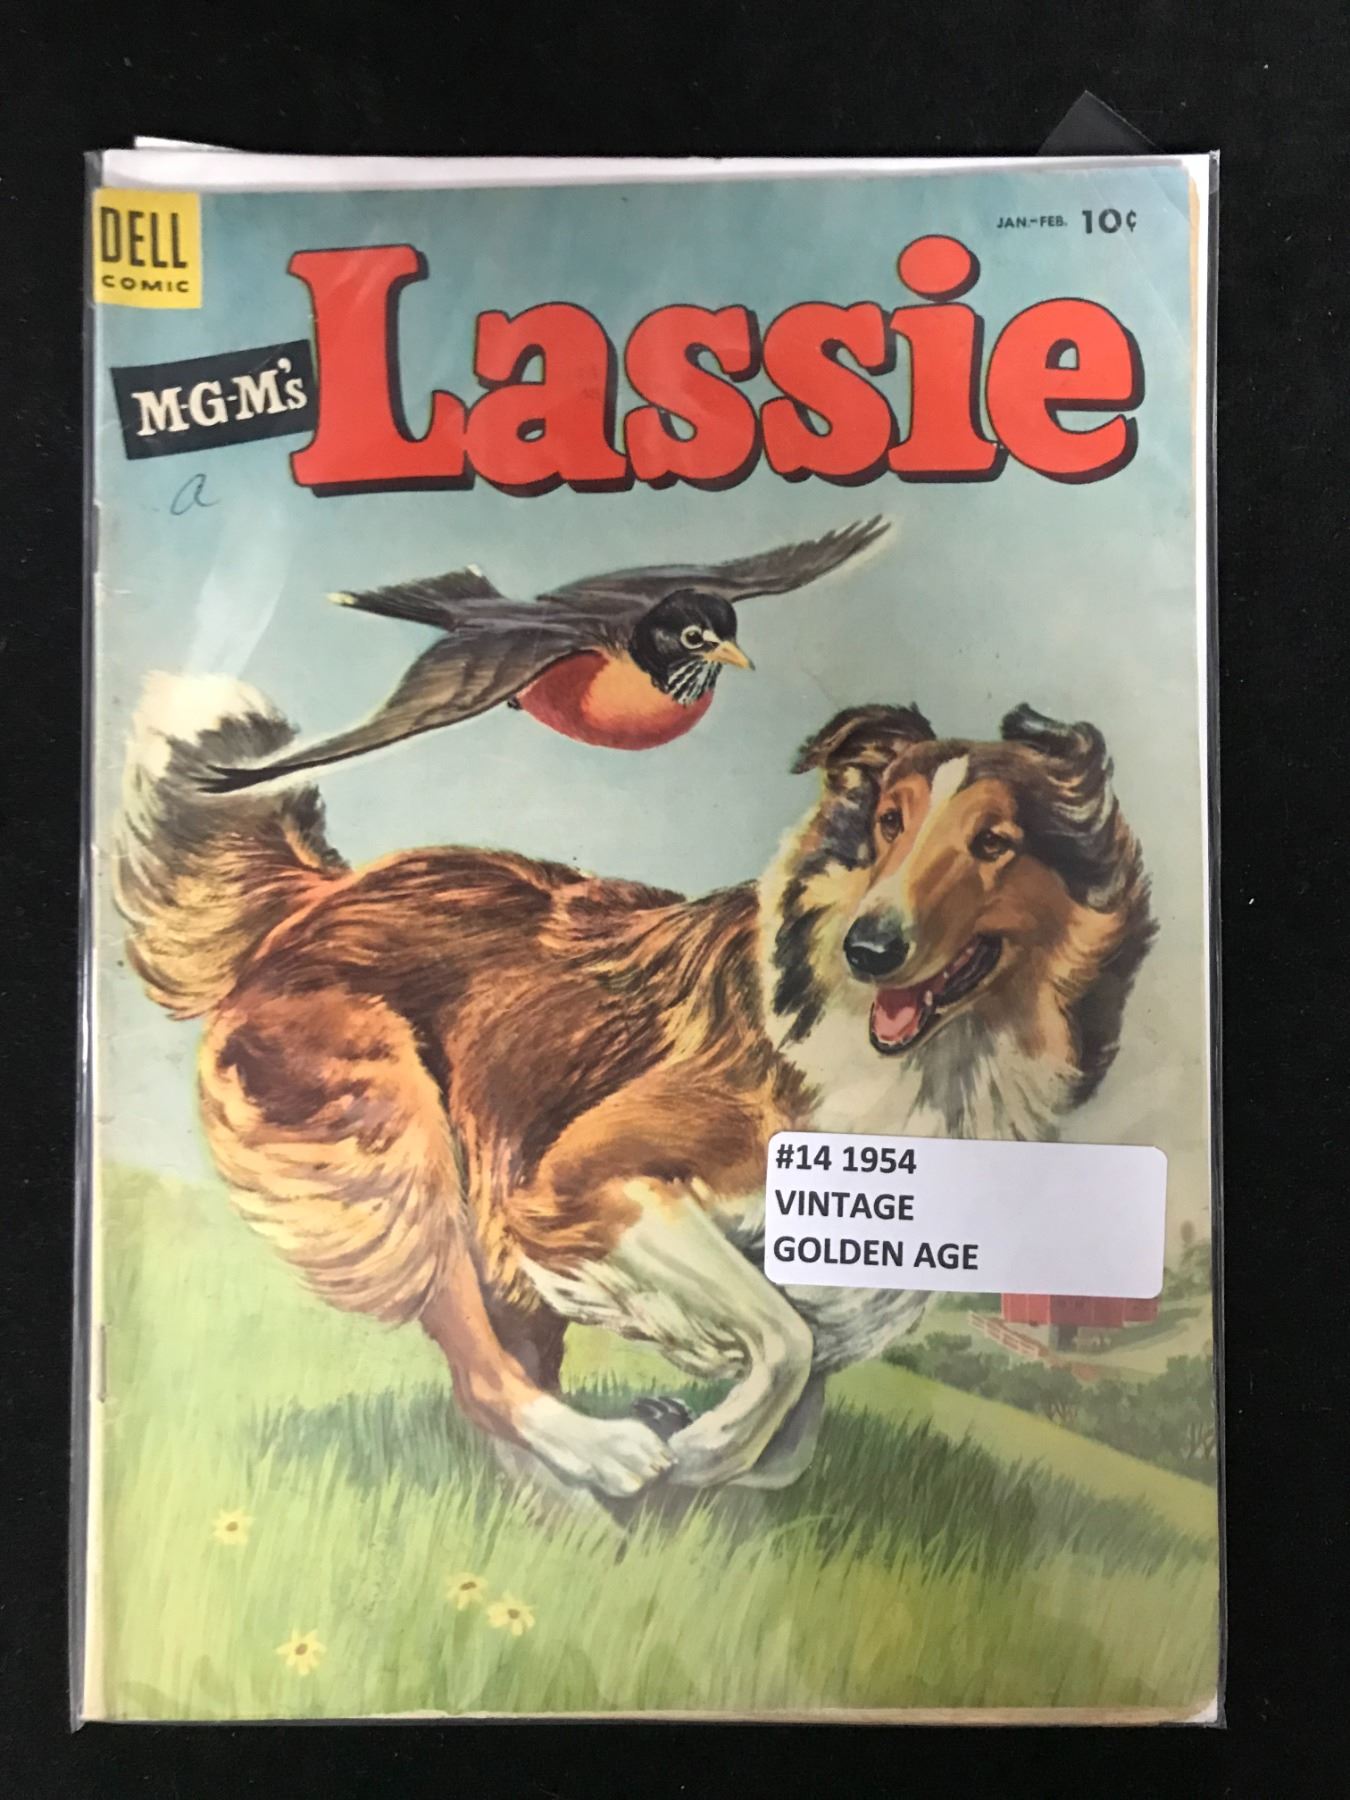 DELL
COMIC
JAN.-FEB. 10¢
M-G-M's
Lassie
a
#14 1954
VINTAGE
GOLDEN AGE